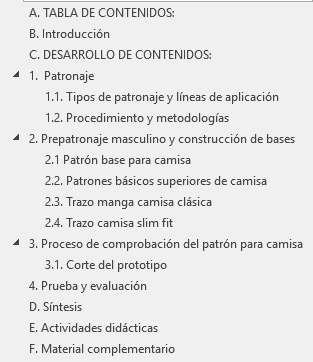 A. TABLA DE CONTENIDOS:
B. Introducción
C. DESARROLLO DE CONTENIDOS:
1. Patronaje
1.1. Tipos de patronaje y líneas de aplicación
1.2. Procedimiento y metodologías
2. Prepatronaje masculino y construcción de bases
2.1 Patrón base para camisa
2.2. Patrones básicos superiores de camisa
2.3. Trazo manga camisa clásica
2.4. Trazo camisa slim fit
3. Proceso de comprobación del patrón para camisa
3.1. Corte del prototipo
4. Prueba y evaluación
D. Síntesis
E. Actividades didácticas
F. Material complementario